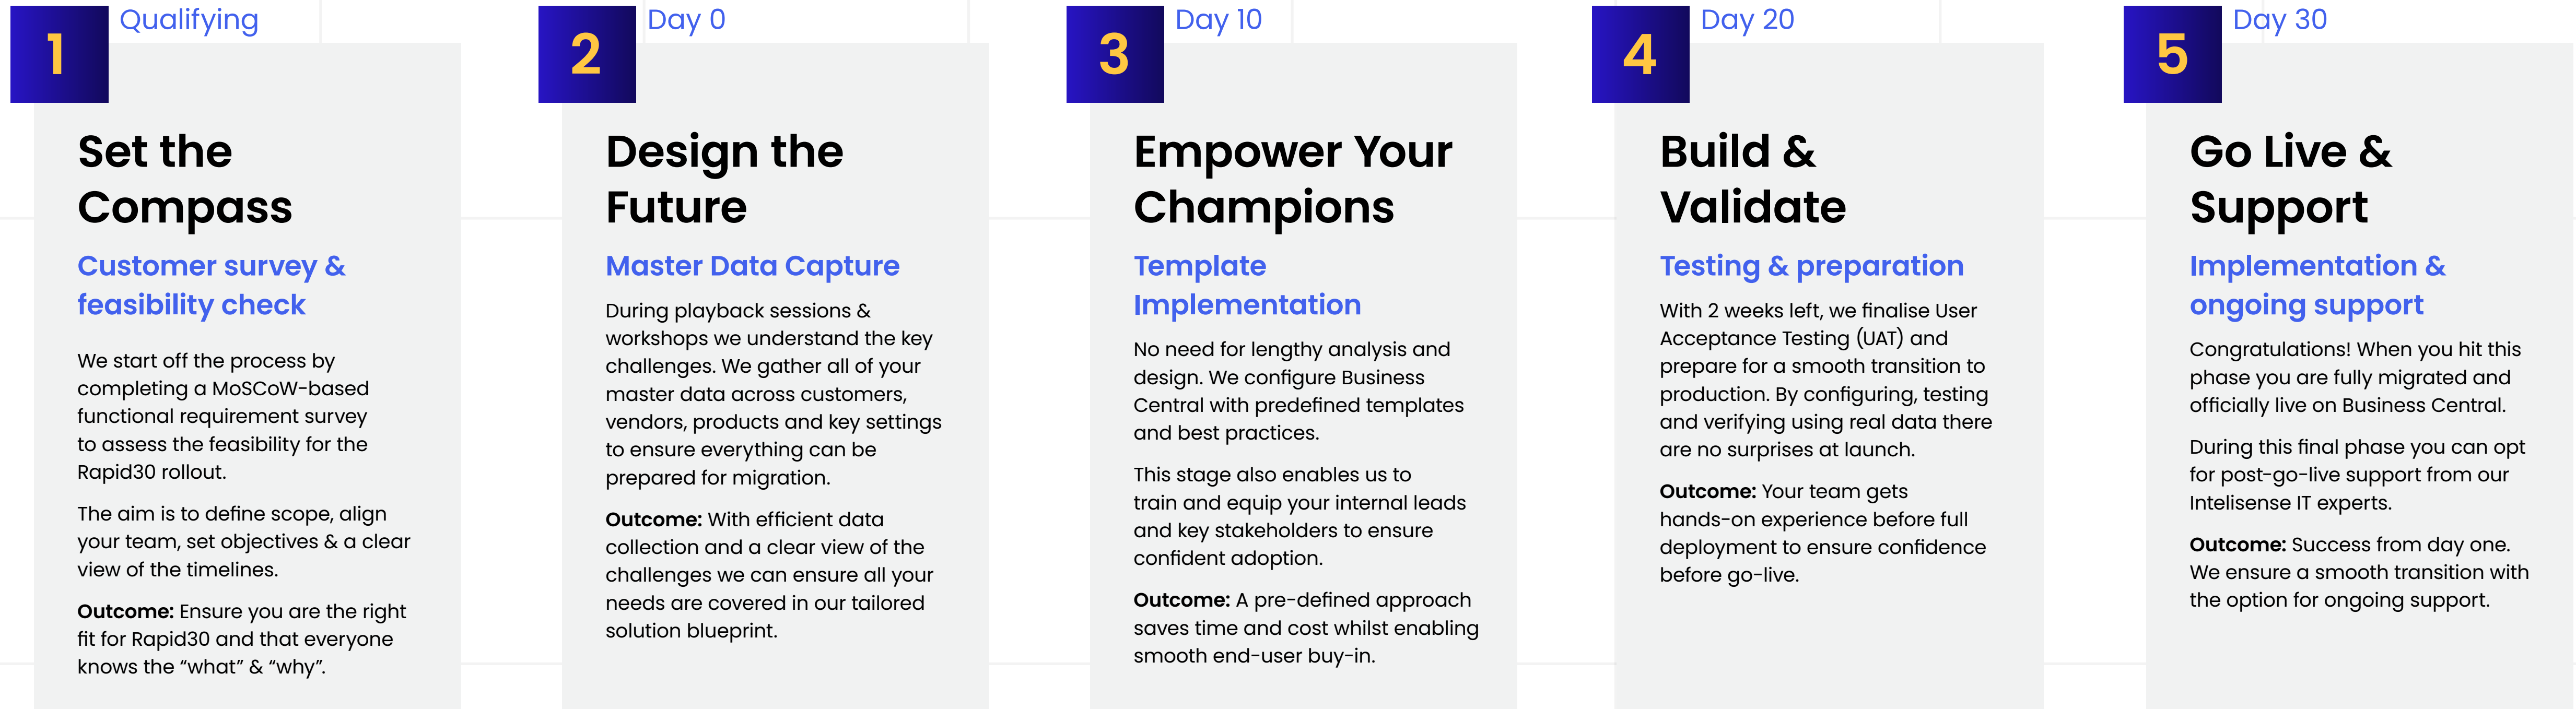 1
Qualifying
Set the
Compass
Customer survey &
feasibility check
We start off the process by
completing a MoSCoW-based
functional requirement survey
to assess the feasibility for the
Rapid30 rollout.
The aim is to define scope, align
your team, set objectives & a clear
view of the timelines.
Outcome: Ensure you are the right
fit for Rapid30 and that everyone
knows the “what” & “why”.
2
Day 0
Design the
Future
Master Data Capture
During playback sessions &
workshops we understand the key
challenges. We gather all of your
master data across customers,
vendors, products and key settings
to ensure everything can be
prepared for migration.
Outcome: With efficient data
collection and a clear view of the
challenges we can ensure all your
needs are covered in our tailored
solution blueprint.
3
Day 10
Empower Your
Champions
Template
Implementation
No need for lengthy analysis and
design. We configure Business
Central with predefined templates
and best practices.
This stage also enables us to
train and equip your internal leads
and key stakeholders to ensure
confident adoption.
Outcome: A pre-defined approach
saves time and cost whilst enabling
smooth end-user buy-in.
4
Day 20
Build &
Validate
Testing & preparation
With 2 weeks left, we finalise User
Acceptance Testing (UAT) and
prepare for a smooth transition to
production. By configuring, testing
and verifying using real data there
are no surprises at launch.
Outcome: Your team gets
hands-on experience before full
deployment to ensure confidence
before go-live.
5
Day 30
Go Live &
Support
Implementation &
ongoing support
Congratulations! When you hit this
phase you are fully migrated and
officially live on Business Central.
During this final phase you can opt
for post-go-live support from our
Intelisense IT experts.
Outcome: Success from day one.
We ensure a smooth transition with
the option for ongoing support.